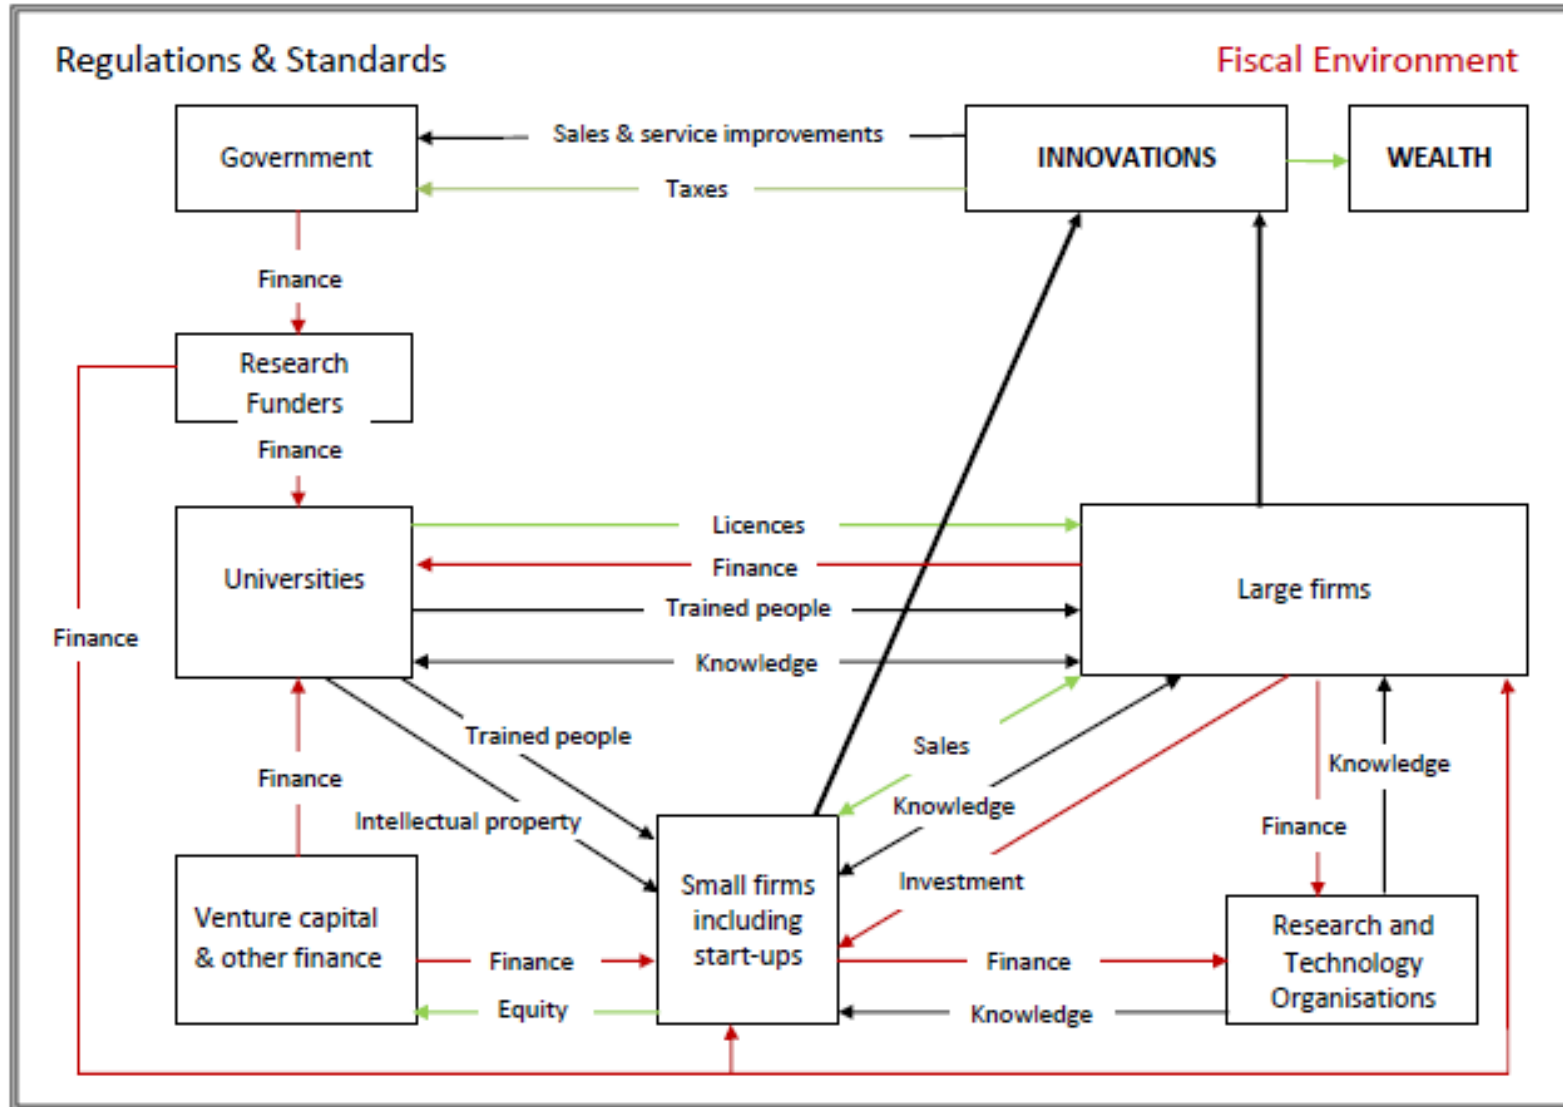 Regulations & Standards
Fiscal Environment
Government
Sales & service improvements
Taxes
INNOVATIONS
WEALTH
Finance
Research
Funders
Finance
Universities
Licences
Finance
Trained people
Knowledge
Large firms
Finance
Trained people
Intellectual property
Finance
Sales
Knowledge
Investment
Knowledge
Finance
Venture capital
& other finance
Finance
Equity
Small firms
including
start-ups
Finance
Knowledge
Research and
Technology
Organisations